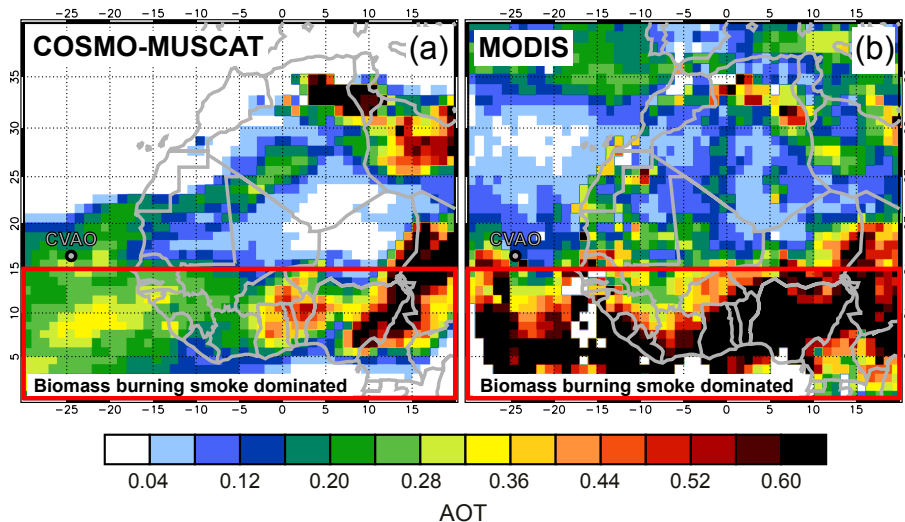 −25 −20 −15 −10 −5 0 5 10 15
−25 −20 −15 −10 −5 0 5 10 15
COSMO-MUSCAT (a)
MODIS (b)
35
30
25
20
15
10
5
CVAO
CVAO
Biomass burning smoke dominated
Biomass burning smoke dominated
−25 −20 −15 −10 −5 0 5 10 15
−25 −20 −15 −10 −5 0 5 10 15
0.04 0.12 0.20 0.28 0.36 0.44 0.52 0.60
AOT